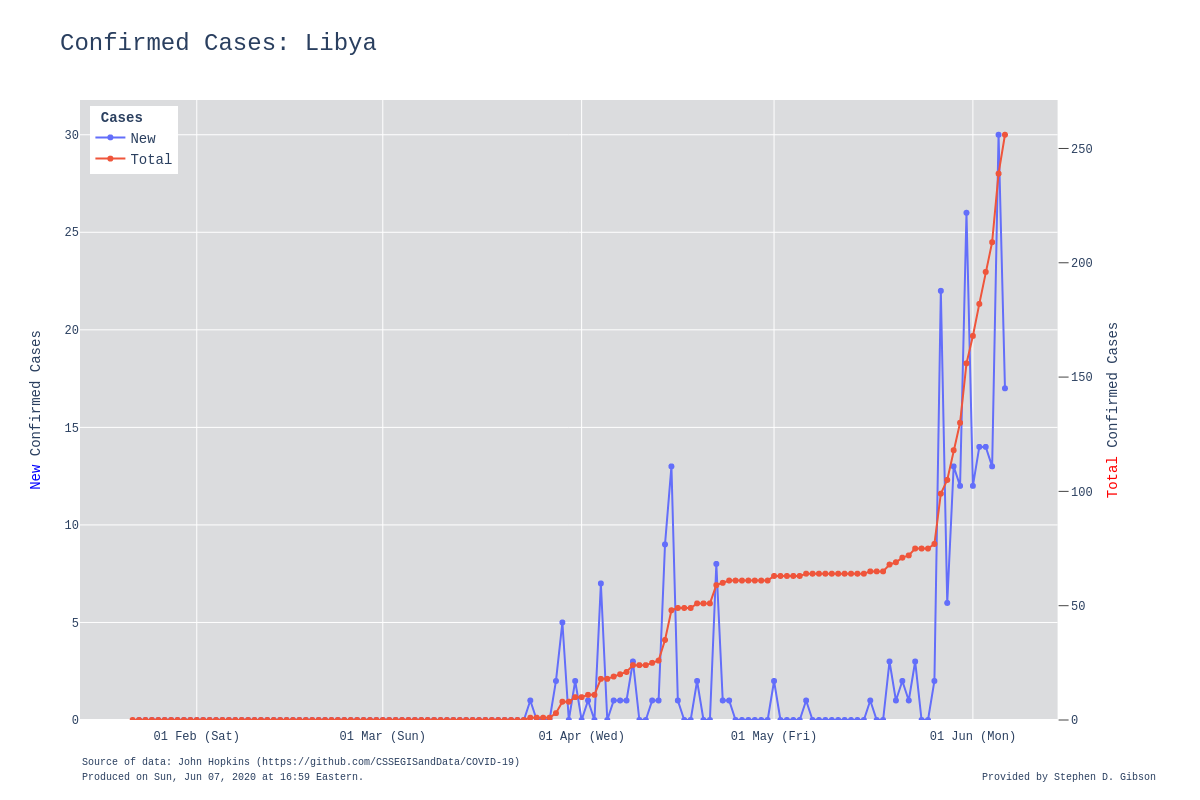 Confirmed Cases: Libya
Cases
New
Total
30
25
20
15
10
5
0
250
200
150
100
50
0
New Confirmed Cases
Total Confirmed Cases
01 Feb (Sat)
01 Mar (Sun)
01 Apr (Wed)
01 May (Fri)
01 Jun (Mon)
Source of data: John Hopkins (https://github.com/CSSEGISandData/COVID-19)
Produced on Sun, Jun 07, 2020 at 16:59 Eastern.
Provided by Stephen D. Gibson